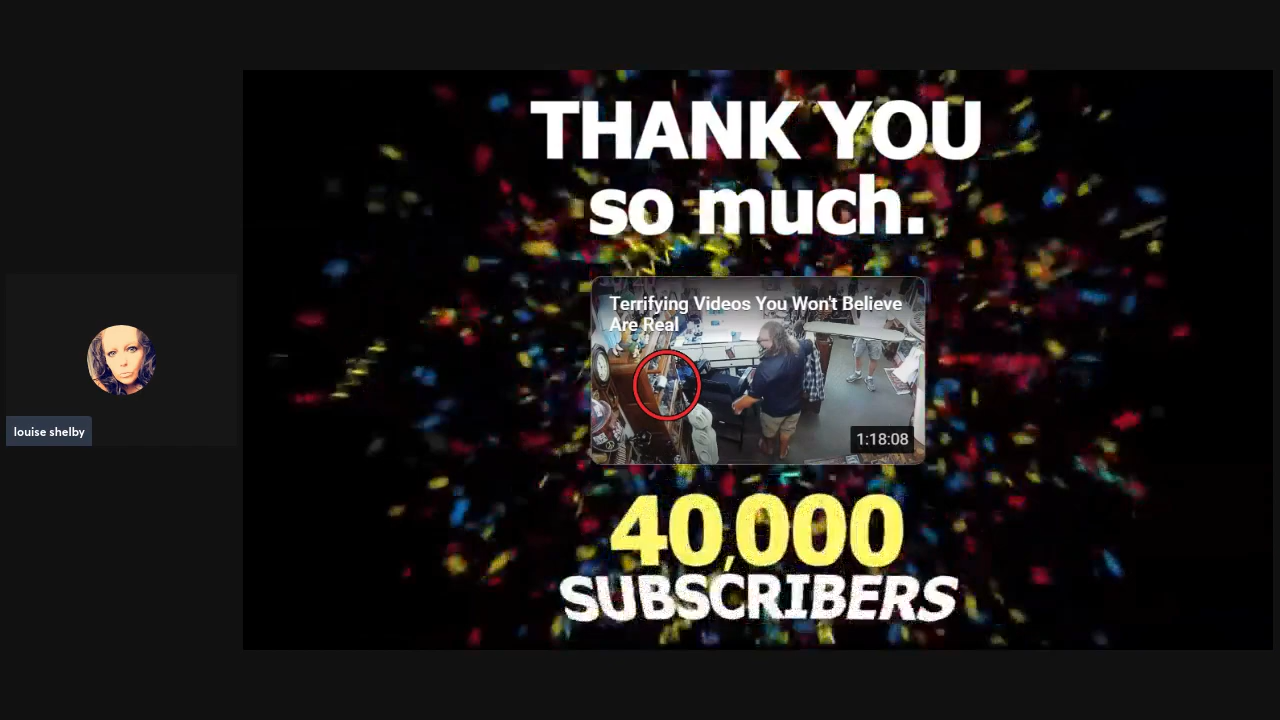 THANK YOU
so much.
Terrifying Videos You Won't Believe
Are Real
1:18:08
louise shelby
40,000
SUBSCRIBERS